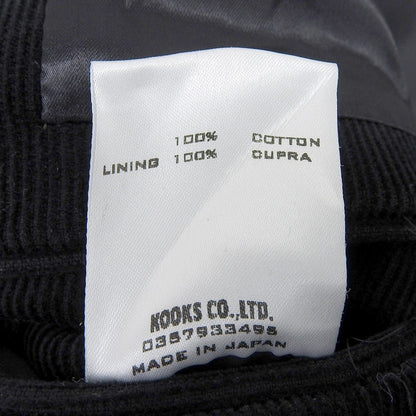 100% COTTON
LINING 100% CUPRA
KOOKS CO.,LTD.
0357933495
MADE IN JAPAN